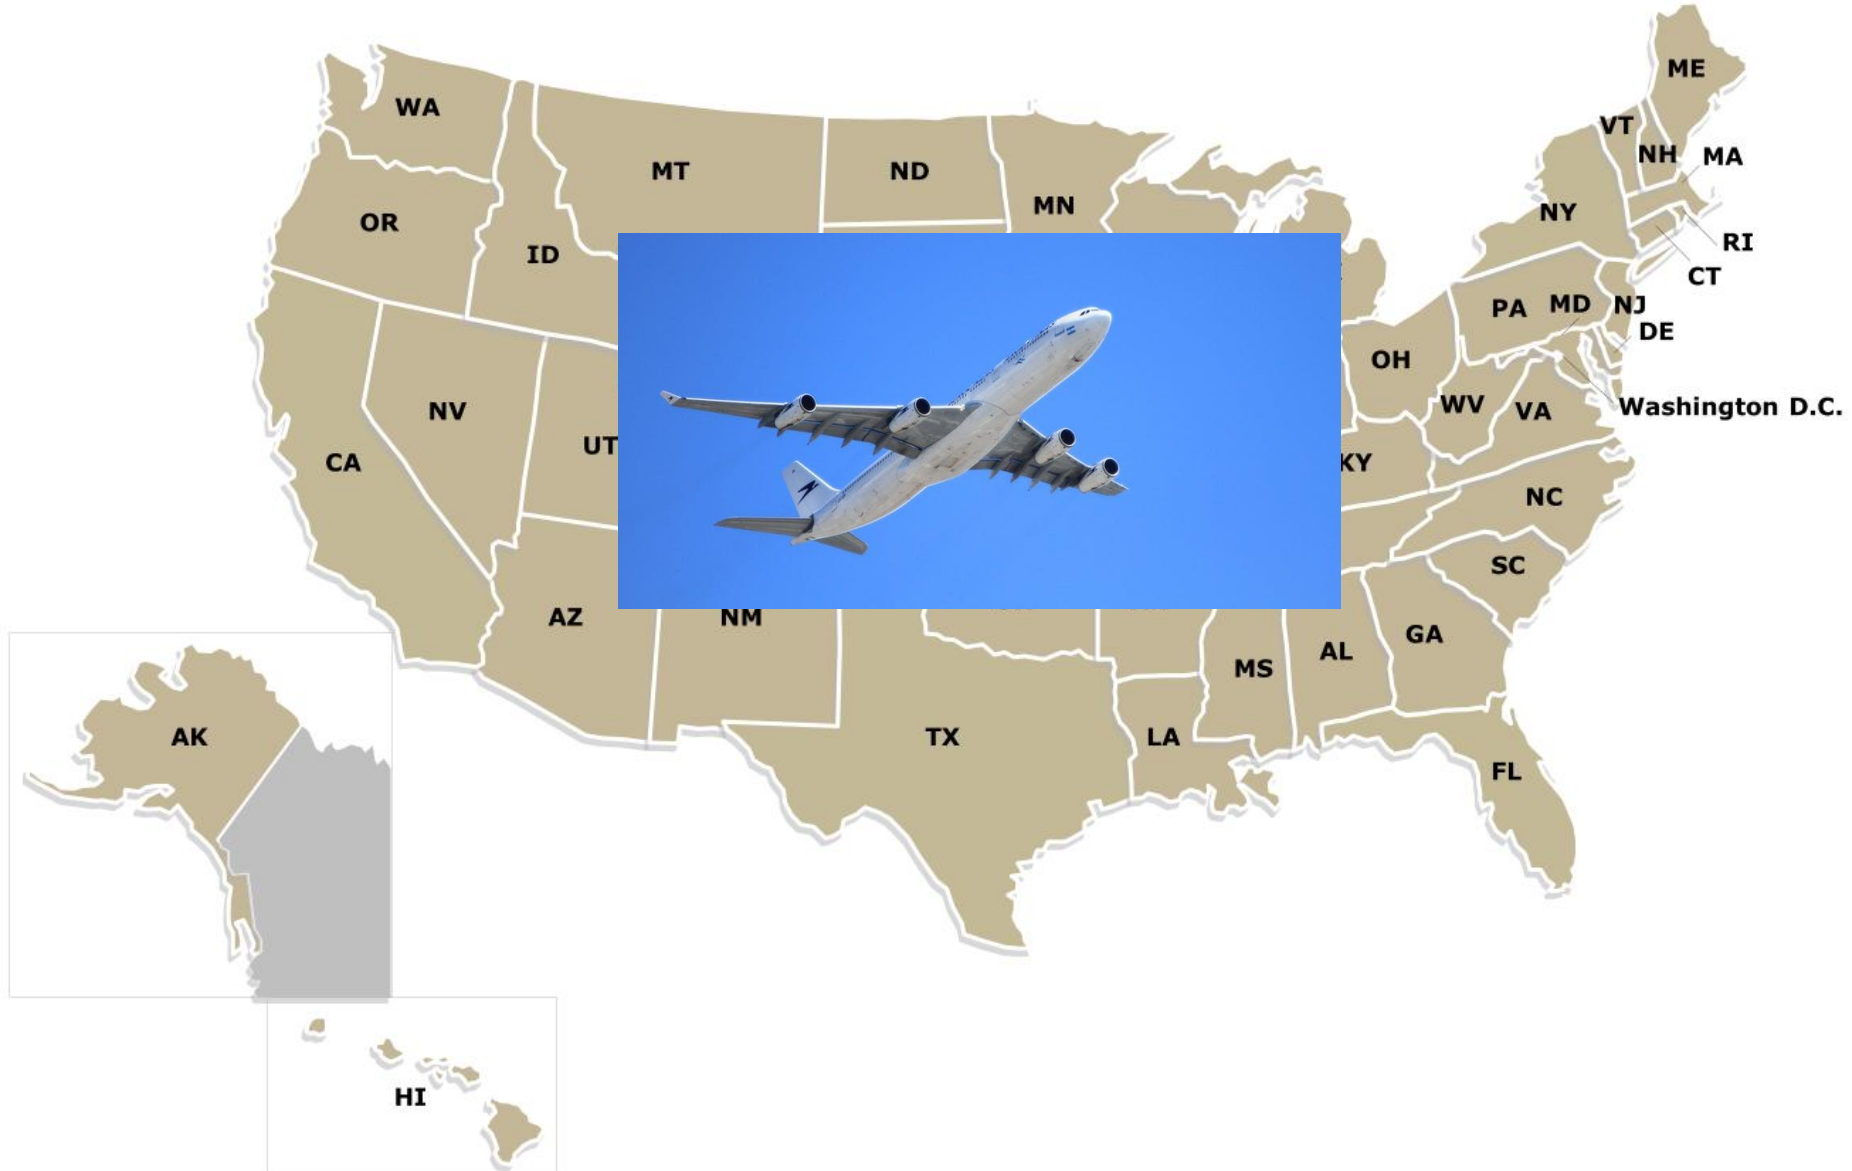 ME
WA
VT
NH
MA
MT
ND
MN
NY
OR
RI
ID
CT
PA
MD
NJ
DE
OH
WV
VA
Washington D.C.
NV
UT
CA
KY
NC
SC
AZ
NM
GA
AL
MS
AK
TX
LA
FL
HI